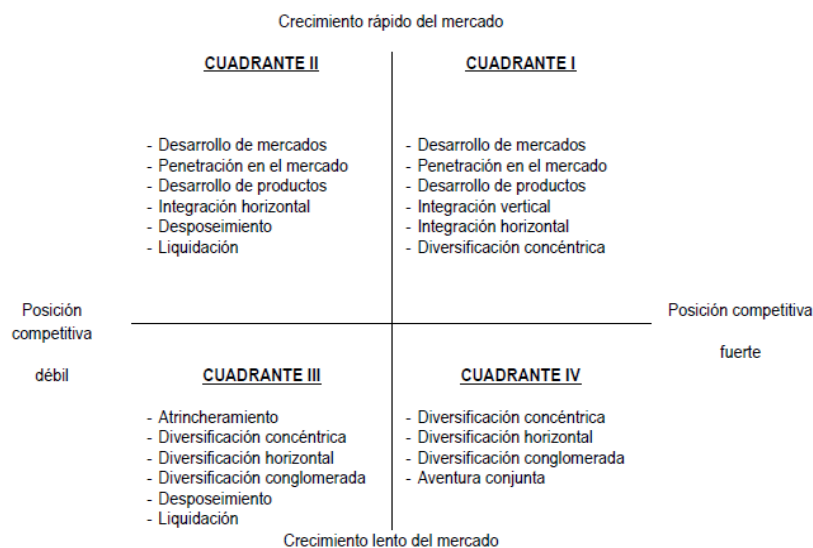 Crecimiento rápido del mercado
CUADRANTE II
- Desarrollo de mercados
- Penetración en el mercado
- Desarrollo de productos
- Integración horizontal
- Desposeimiento
- Liquidación
CUADRANTE I
- Desarrollo de mercados
- Penetración en el mercado
- Desarrollo de productos
- Integración vertical
- Integración horizontal
- Diversificación concéntrica
Posición
competitiva
débil
Posición competitiva
fuerte
CUADRANTE III
- Atrincheramiento
- Diversificación concéntrica
- Diversificación horizontal
- Diversificación conglomerada
- Desposeimiento
- Liquidación
CUADRANTE IV
- Diversificación concéntrica
- Diversificación horizontal
- Diversificación conglomerada
- Aventura conjunta
Crecimiento lento del mercado